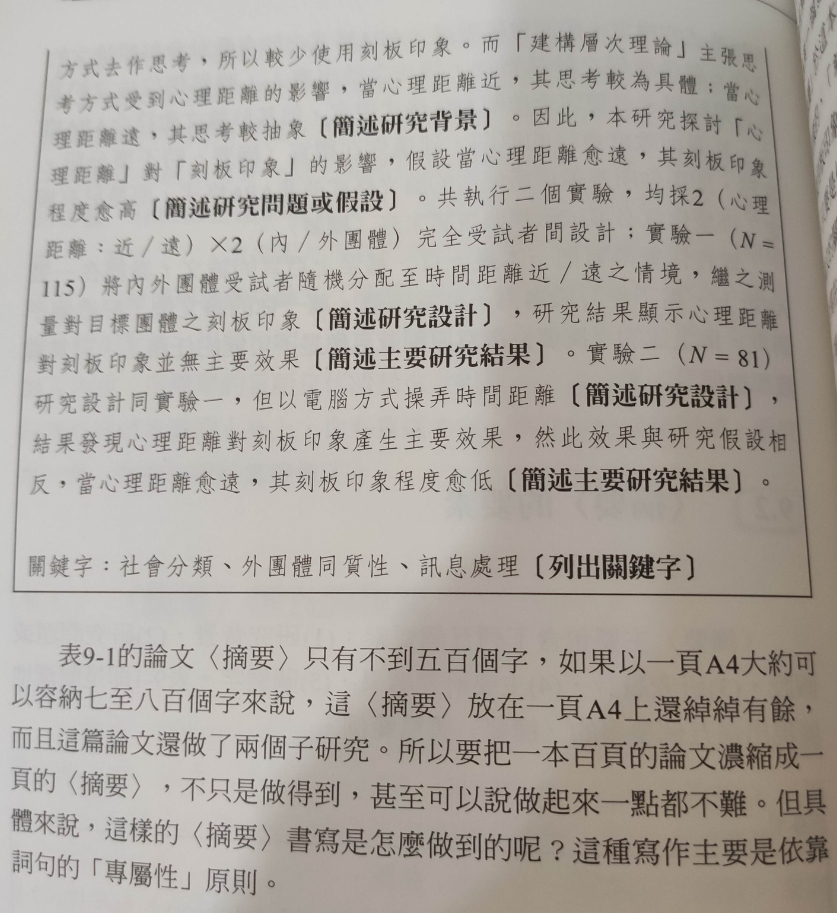 方式去作思考，所以較少使用刻板印象。而「建構層次理論」主張思
考方式受到心理距離的影響，當心理距離近，其思考較為具體；當心
理距離遠，其思考較抽象〔簡述研究背景〕。因此，本研究探討「心
理距離」對「刻板印象」的影響，假設當心理距離愈遠，其刻板印象
程度愈高〔簡述研究問題或假設〕。共執行二個實驗，均採2（心理
距離：近／遠）×2（內／外團體）完全受試者間設計；實驗一（N =
115）將內外團體受試者隨機分配至時間距離近／遠之情境，繼之測
量對目標團體之刻板印象〔簡述研究設計〕，研究結果顯示心理距離
對刻板印象並無主要效果〔簡述主要研究結果〕。實驗二（N = 81）
研究設計同實驗一，但以電腦方式操弄時間距離〔簡述研究設計〕，
結果發現心理距離對刻板印象產生主要效果，然此效果與研究假設相
反，當心理距離愈遠，其刻板印象程度愈低〔簡述主要研究結果〕。
關鍵字：社會分類、外團體同質性、訊息處理〔列出關鍵字〕
表9-1的論文〈摘要〉只有不到五百個字，如果以一頁A4大約可
以容納七至八百個字來說，這〈摘要〉放在一頁A4上還綽綽有餘，
而且這篇論文還做了兩個子研究。所以要把一本百頁的論文濃縮成一
頁的〈摘要〉，不只是做得到，甚至可以說做起來一點都不難。但具
體來說，這樣的〈摘要〉書寫是怎麼做到的呢？這種寫作主要是依靠
詞句的「專屬性」原則。